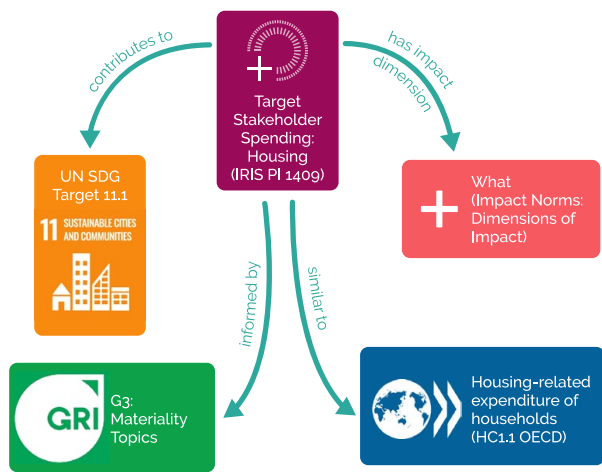 contributes to
Target
Stakeholder
Spending:
Housing
(IRIS PI 1409)
has impact
dimension
UN SDG
Target 11.1
11 SUSTAINABLE CITIES
AND COMMUNITIES
What
(Impact Norms:
Dimensions of
Impact)
informed by
similar to
GRI
G3:
Materiality
Topics
Housing-related
expenditure of
households
(HC1.1 OECD)